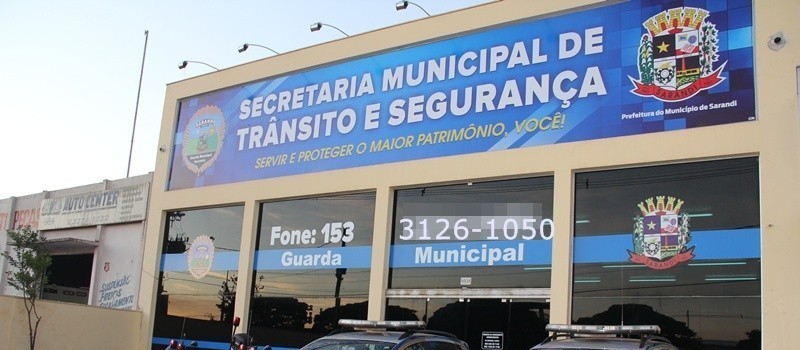 SECRETARIA MUNICIPAL DE
TRÂNSITO E SEGURANÇA
SERVIR E PROTEGER O MAIOR PATRIMÔNIO, VOCÊ!
SARANDI
Prefeitura do Município de Sarandi
AUTO CENTER
Fone: 153
3126-1050
Guarda
Municipal